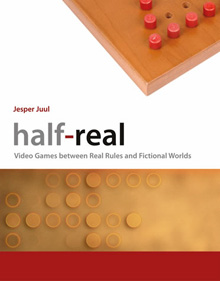 Jesper Juul
half-real
Video Games between Real Rules and Fictional Worlds